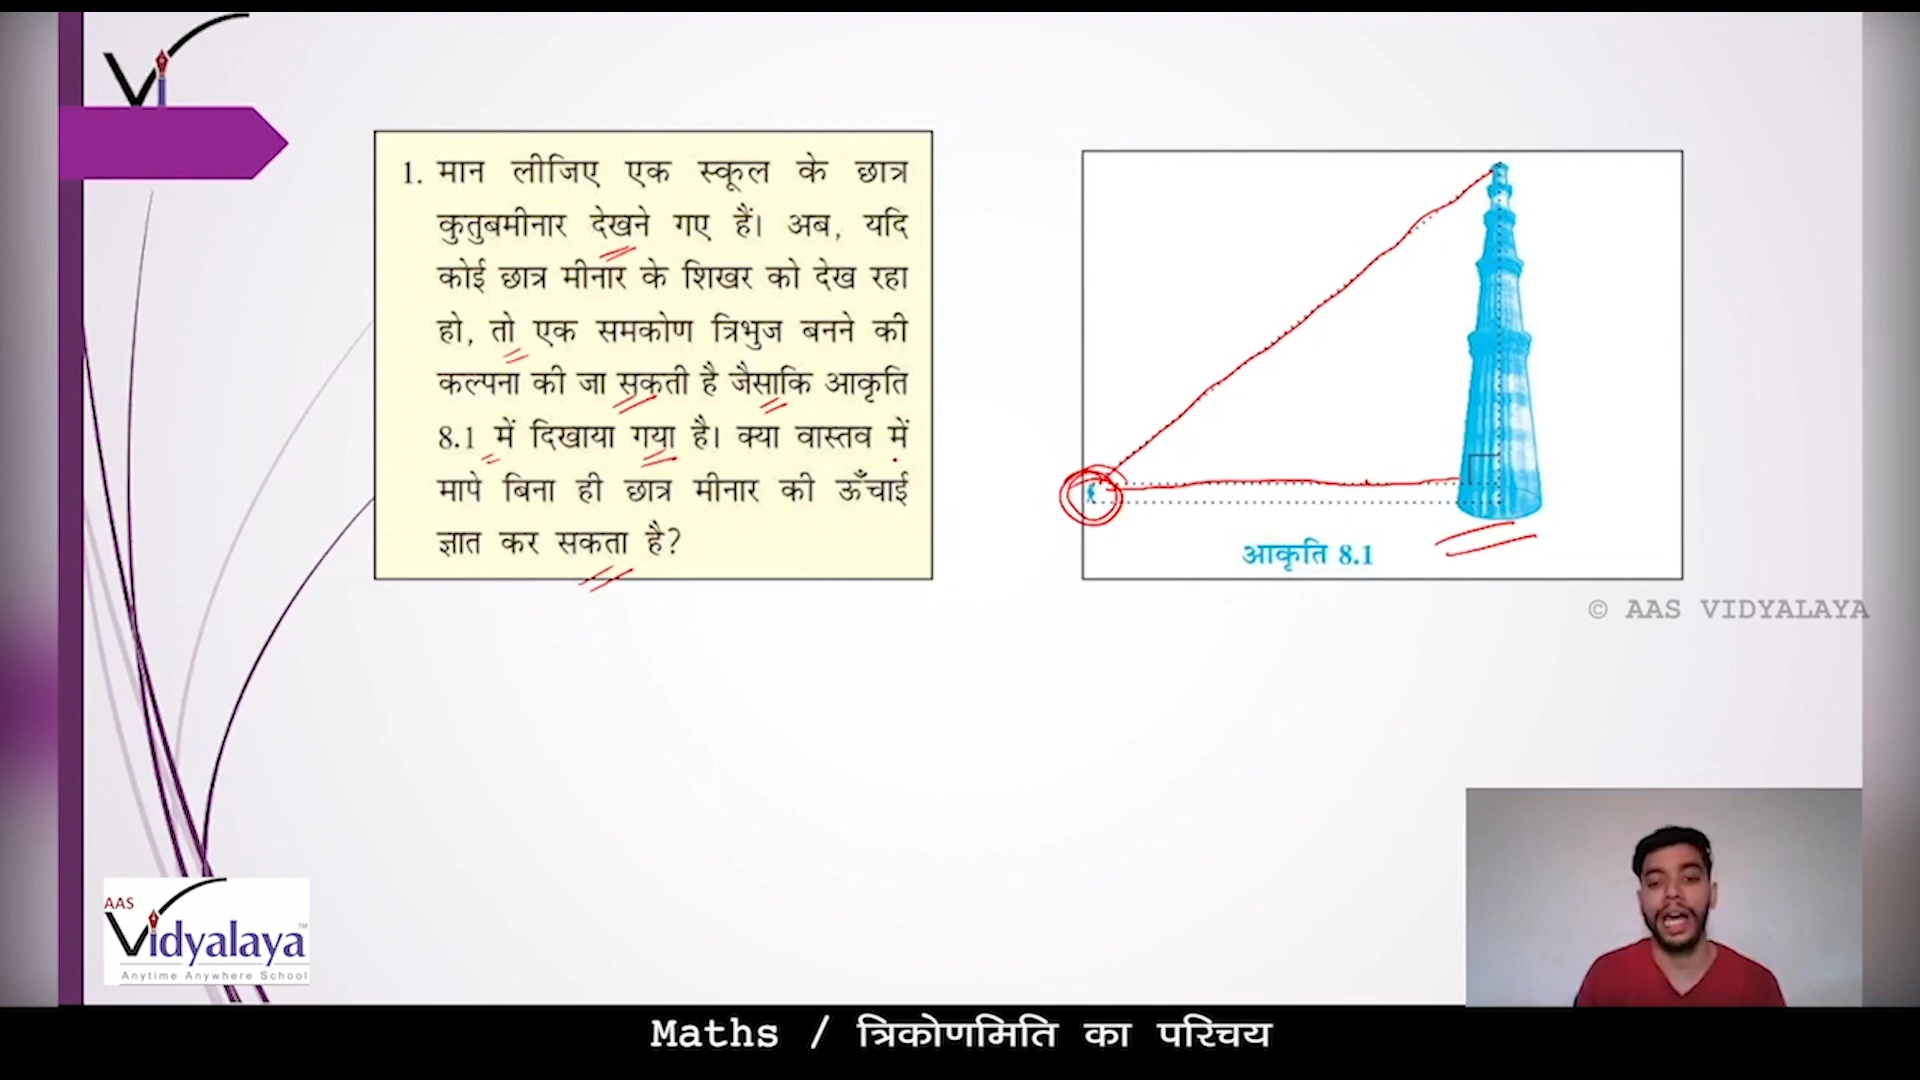 1. मान लीजिए एक स्कूल के छात्र
कुतुबमीनार देखने गए हैं। अब, यदि
कोई छात्र मीनार के शिखर को देख रहा
हो, तो एक समकोण त्रिभुज बनने की
कल्पना की जा सकती है जैसाकि आकृति
8.1 में दिखाया गया है। क्या वास्तव में
मापे बिना ही छात्र मीनार की ऊँचाई
ज्ञात कर सकता है?
आकृति 8.1
© AAS VIDYALAYA
AAS
Vidyalaya™
Anytime Anywhere School
Maths / त्रिकोणमिति का परिचय